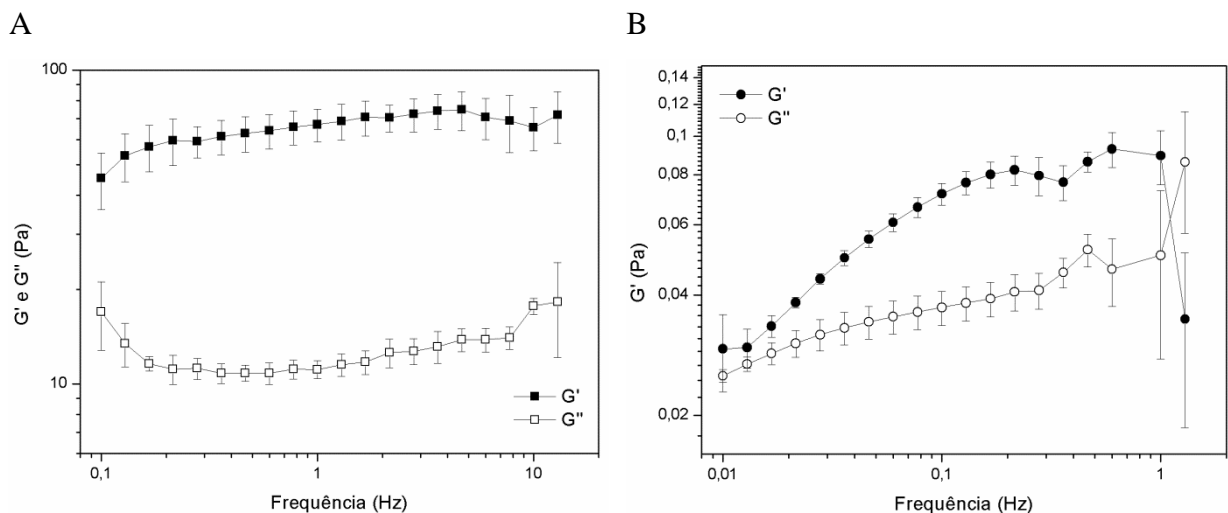 A
100
10
G' e G'' (Pa)
G'
G''
0,1
1
10
Frequência (Hz)
B
0,14
0,12
0,1
0,08
0,06
0,04
0,02
G' (Pa)
G'
G''
0,01
0,1
1
Frequência (Hz)